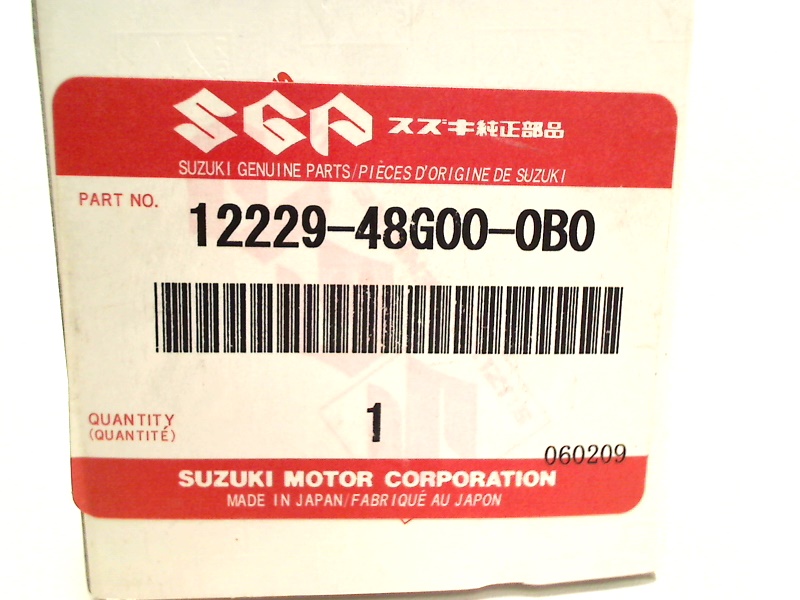 SGP スズキ純正部品
SUZUKI GENUINE PARTS/PIÈCES D'ORIGINE DE SUZUKI
PART NO. 12229-48G00-0B0
QUANTITY 1
(QUANTITÉ)
060209
SUZUKI MOTOR CORPORATION
MADE IN JAPAN/FABRIQUÉ AU JAPON